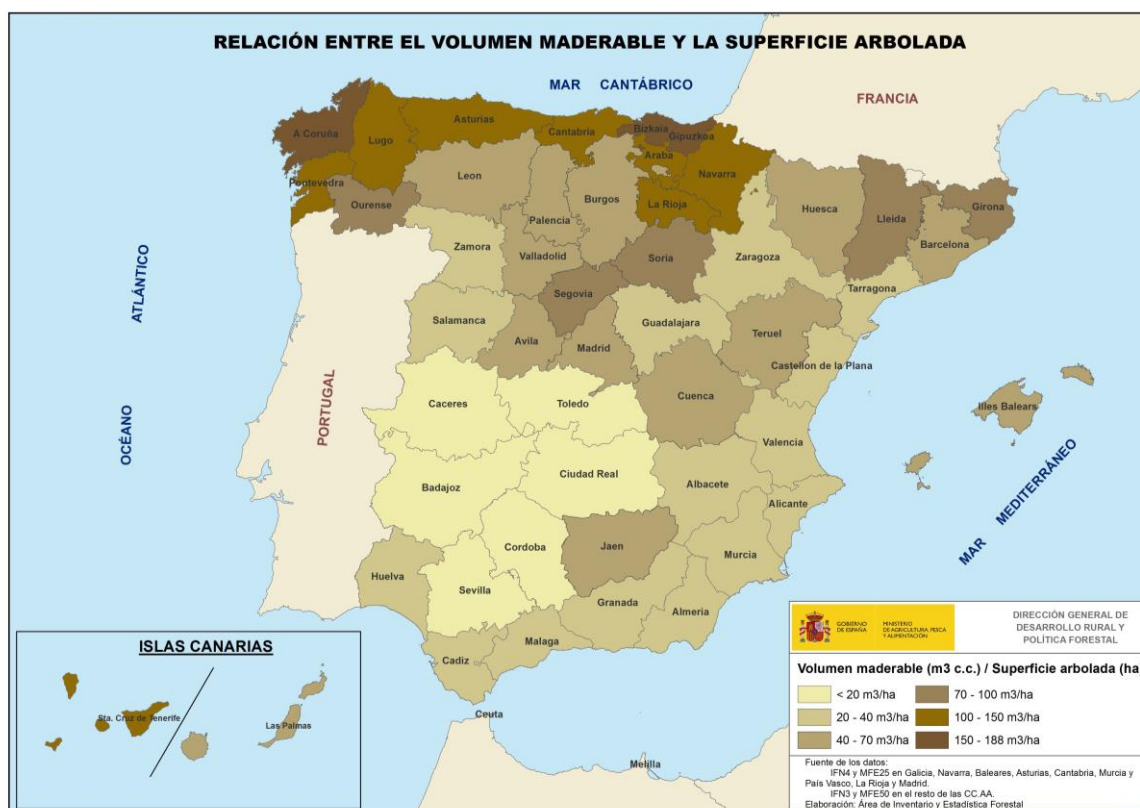 RELACIÓN ENTRE EL VOLUMEN MADERABLE Y LA SUPERFICIE ARBOLADA
MAR CANTÁBRICO
FRANCIA
OCÉANO ATLÁNTICO
PORTUGAL
MAR MEDITERRÁNEO
A Coruña
Lugo
Asturias
Cantabria
Bizkaia
Gipuzkoa
Araba
Navarra
Pontevedra
Ourense
Leon
Palencia
Burgos
La Rioja
Huesca
Lleida
Girona
Barcelona
Zamora
Valladolid
Soria
Zaragoza
Tarragona
Segovia
Salamanca
Avila
Madrid
Guadalajara
Teruel
Castellon de la Plana
Caceres
Toledo
Cuenca
Valencia
Illes Balears
Badajoz
Ciudad Real
Albacete
Alicante
Cordoba
Jaen
Murcia
Huelva
Sevilla
Granada
Almeria
Malaga
Cadiz
Ceuta
Melilla
ISLAS CANARIAS
Sta. Cruz de Tenerife
Las Palmas
GOBIERNO
DE ESPAÑA
MINISTERIO
DE AGRICULTURA, PESCA
Y ALIMENTACIÓN
DIRECCIÓN GENERAL DE
DESARROLLO RURAL Y
POLÍTICA FORESTAL
Volumen maderable (m3 c.c.) / Superficie arbolada (ha
< 20 m3/ha
20 - 40 m3/ha
40 - 70 m3/ha
70 - 100 m3/ha
100 - 150 m3/ha
150 - 188 m3/ha
Fuente de los datos:
IFN4 y MFE25 en Galicia, Navarra, Baleares, Asturias, Cantabria, Murcia y
País Vasco, La Rioja y Madrid.
IFN3 y MFE50 en el resto de las CC.AA.
Elaboración: Área de Inventario y Estadística Forestal